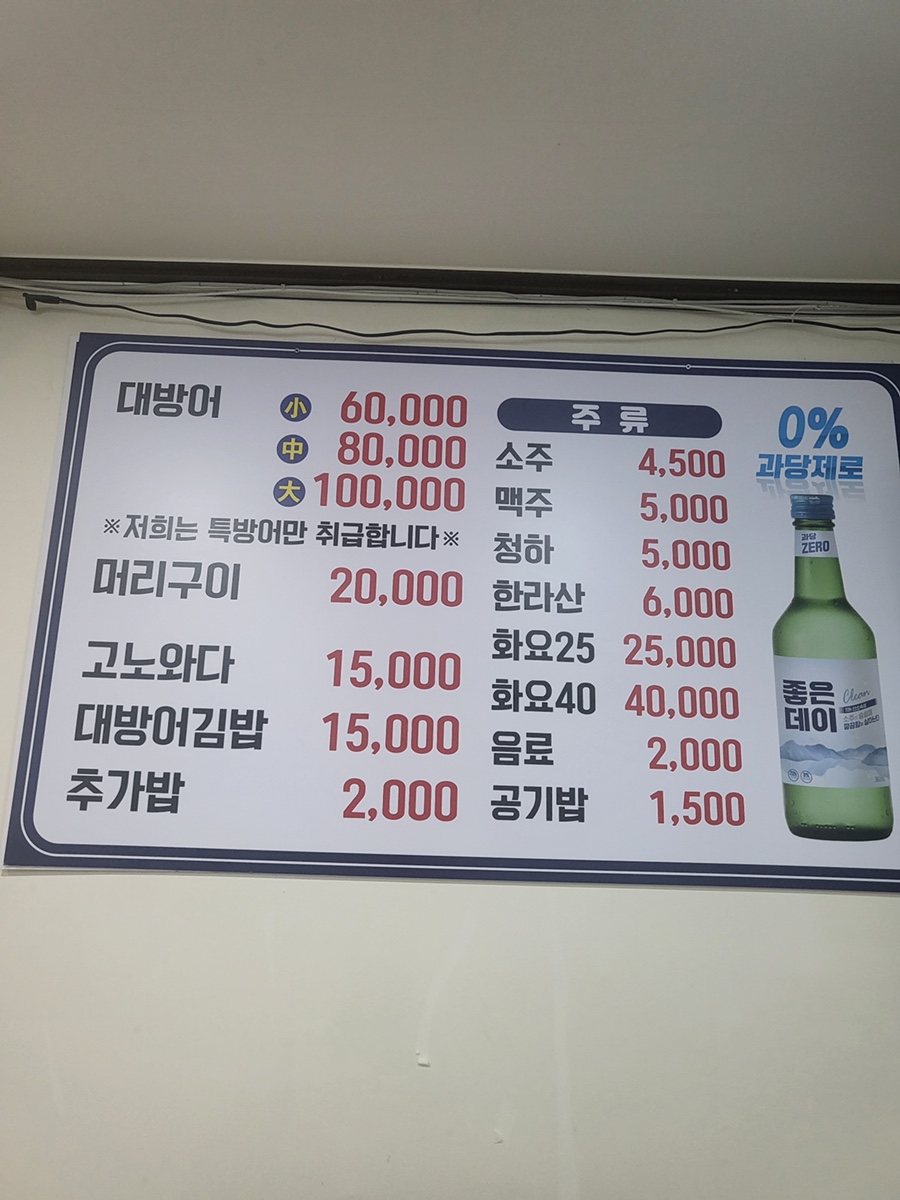 대방어 小 60,000
中 80,000
大 100,000
※저희는 특방어만 취급합니다※
머리구이 20,000
고노와다 15,000
대방어김밥 15,000
추가밥 2,000
주 류
소주 4,500
맥주 5,000
청하 5,000
한라산 6,000
화요25 25,000
화요40 40,000
음료 2,000
공기밥 1,500
0%
과당제로
과당
ZERO
좋은
데이
Clean